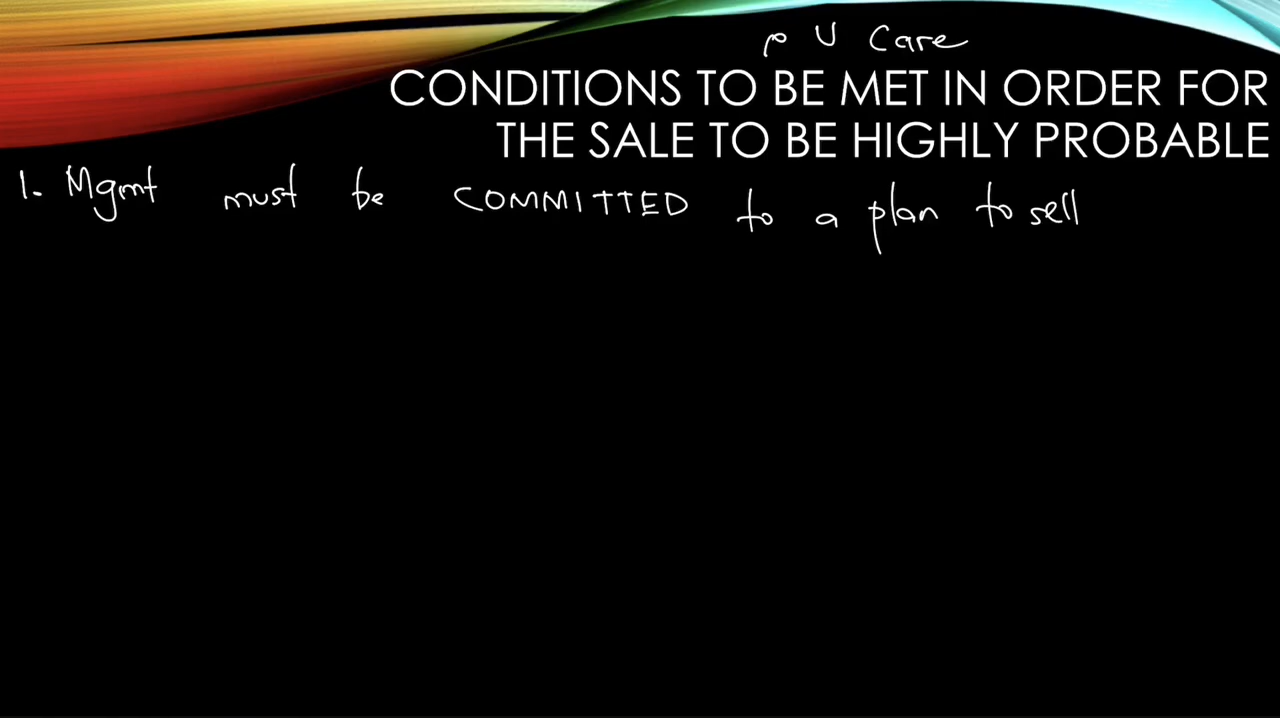 p U Care
CONDITIONS TO BE MET IN ORDER FOR
THE SALE TO BE HIGHLY PROBABLE
1. Mgmt must be COMMITTED to a plan to sell